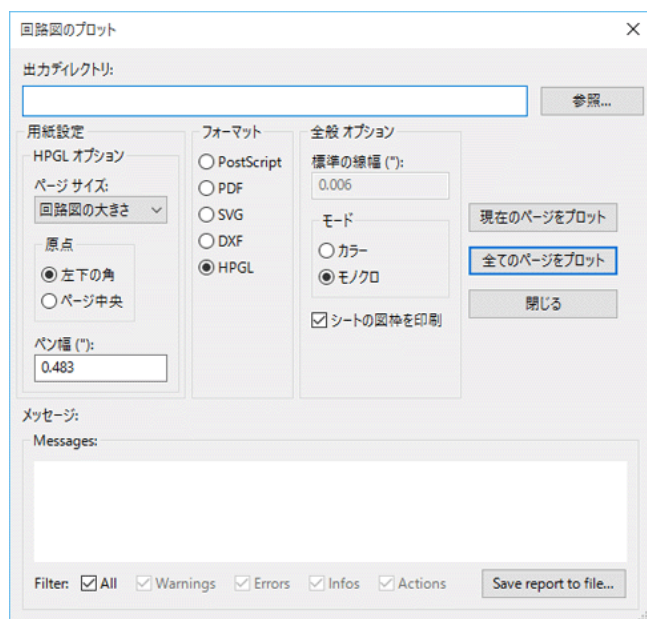 回路図のプロット
出力ディレクトリ:
参照...
用紙設定
HPGL オプション
ページ サイズ:
回路図の大きさ
原点
左下の角
ページ中央
ペン幅 ("):
0.483
フォーマット
PostScript
PDF
SVG
DXF
HPGL
全般 オプション
標準の線幅 ("):
0.006
モード
カラー
モノクロ
シートの図枠を印刷
現在のページをプロット
全てのページをプロット
閉じる
メッセージ:
Messages:
Filter: All Warnings Errors Infos Actions Save report to file...